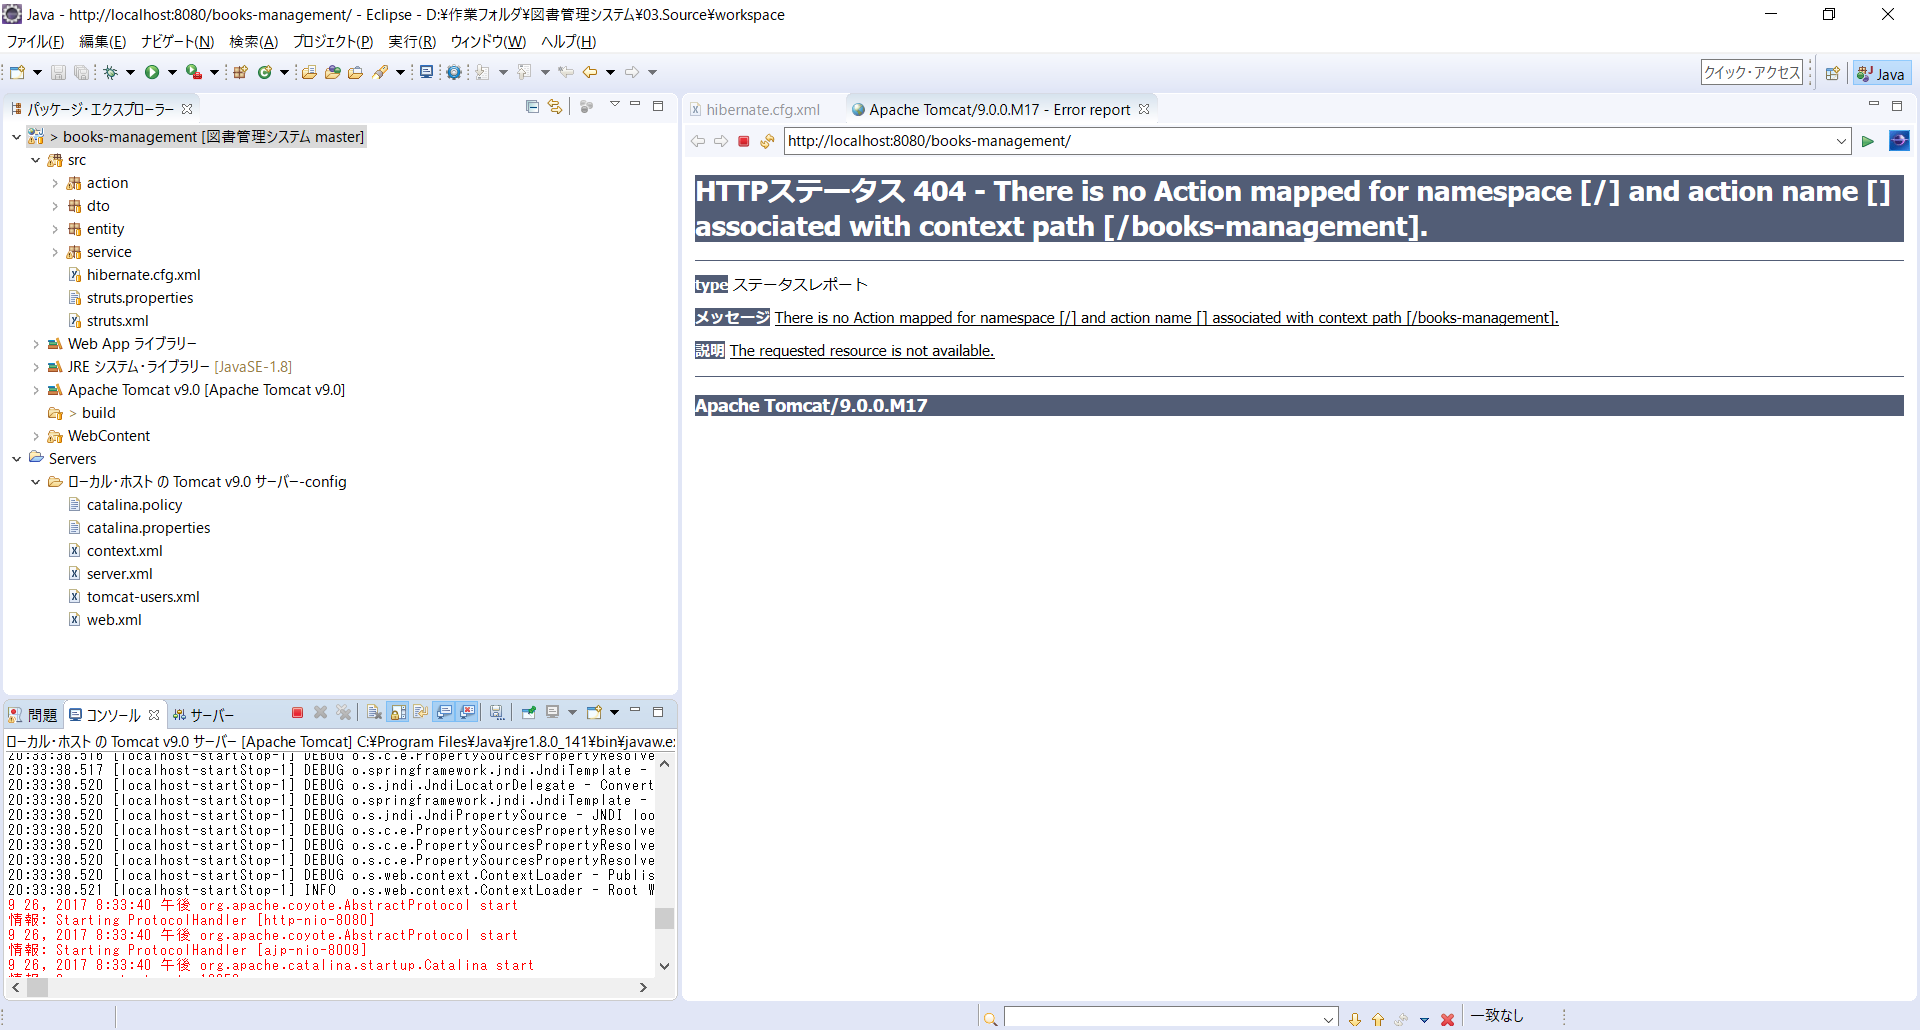 Java - http://localhost:8080/books-management/ - Eclipse - D:¥作業フォルダ¥図書管理システム¥03.Source¥workspace
ファイル(F) 編集(E) ナビゲート(N) 検索(A) プロジェクト(P) 実行(R) ウィンドウ(W) ヘルプ(H)
クイック・アクセス Java
パッケージ・エクスプローラー
> books-management [図書管理システム master]
src
action
dto
entity
service
hibernate.cfg.xml
struts.properties
struts.xml
Web App ライブラリー
JRE システム・ライブラリー [JavaSE-1.8]
Apache Tomcat v9.0 [Apache Tomcat v9.0]
> build
WebContent
Servers
ローカル・ホスト の Tomcat v9.0 サーバー-config
catalina.policy
catalina.properties
context.xml
server.xml
tomcat-users.xml
web.xml
hibernate.cfg.xml Apache Tomcat/9.0.0.M17 - Error report
http://localhost:8080/books-management/
HTTPステータス 404 - There is no Action mapped for namespace [/] and action name []
associated with context path [/books-management].
type ステータスレポート
メッセージ There is no Action mapped for namespace [/] and action name [] associated with context path [/books-management].
説明 The requested resource is not available.
Apache Tomcat/9.0.0.M17
問題 コンソール サーバー
ローカル・ホスト の Tomcat v9.0 サーバー [Apache Tomcat] C:¥Program Files¥Java¥jre1.8.0_141¥bin¥javaw.e
20:33:38.516 [localhost-startStop-1] DEBUG o.s.c.e.PropertySourcesPropertyResolve
20:33:38.517 [localhost-startStop-1] DEBUG o.springframework.jndi.JndiTemplate -
20:33:38.520 [localhost-startStop-1] DEBUG o.s.jndi.JndiLocatorDelegate - Convert
20:33:38.520 [localhost-startStop-1] DEBUG o.springframework.jndi.JndiTemplate -
20:33:38.520 [localhost-startStop-1] DEBUG o.s.jndi.JndiPropertySource - JNDI loo
20:33:38.520 [localhost-startStop-1] DEBUG o.s.c.e.PropertySourcesPropertyResolve
20:33:38.520 [localhost-startStop-1] DEBUG o.s.c.e.PropertySourcesPropertyResolve
20:33:38.520 [localhost-startStop-1] DEBUG o.s.c.e.PropertySourcesPropertyResolve
20:33:38.520 [localhost-startStop-1] DEBUG o.s.web.context.ContextLoader - Publis
20:33:38.521 [localhost-startStop-1] INFO  o.s.web.context.ContextLoader - Root W
9 26, 2017 8:33:40 午後 org.apache.coyote.AbstractProtocol start
情報: Starting ProtocolHandler [http-nio-8080]
9 26, 2017 8:33:40 午後 org.apache.coyote.AbstractProtocol start
情報: Starting ProtocolHandler [ajp-nio-8009]
9 26, 2017 8:33:40 午後 org.apache.catalina.startup.Catalina start
一致なし